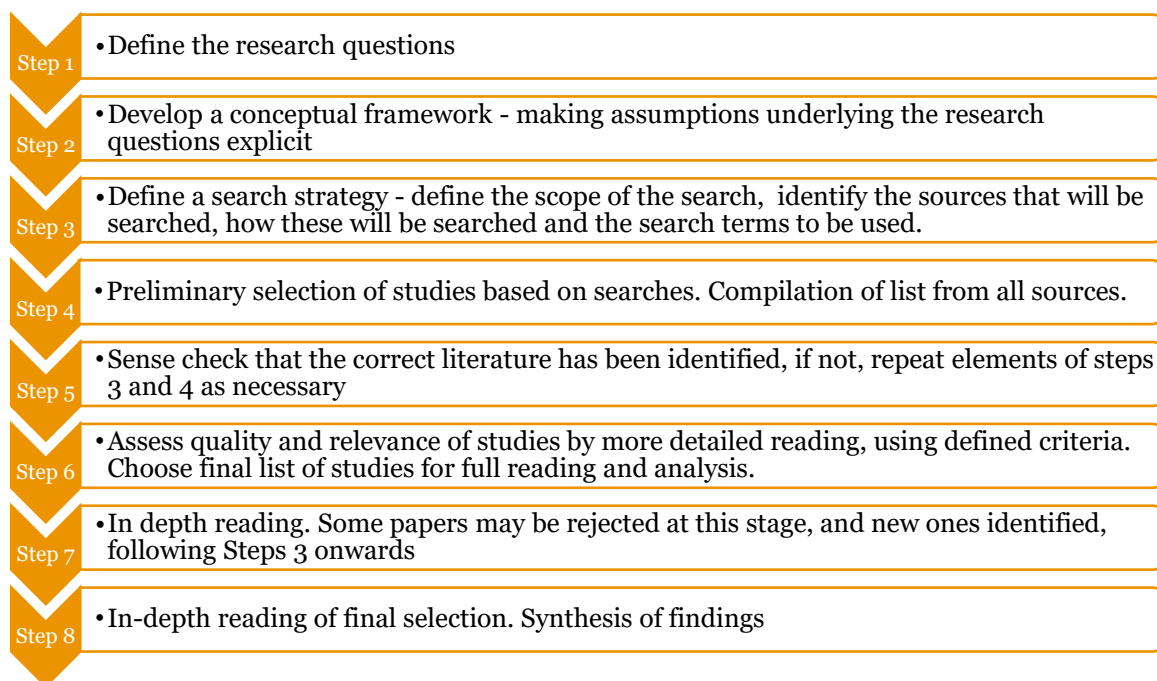 Step 1
•Define the research questions
Step 2
•Develop a conceptual framework - making assumptions underlying the research
questions explicit
Step 3
•Define a search strategy - define the scope of the search,  identify the sources that will be
searched, how these will be searched and the search terms to be used.
Step 4
•Preliminary selection of studies based on searches. Compilation of list from all sources.
Step 5
•Sense check that the correct literature has been identified, if not, repeat elements of steps
3 and 4 as necessary
Step 6
•Assess quality and relevance of studies by more detailed reading, using defined criteria.
Choose final list of studies for full reading and analysis.
Step 7
•In depth reading. Some papers may be rejected at this stage, and new ones identified,
following Steps 3 onwards
Step 8
•In-depth reading of final selection. Synthesis of findings